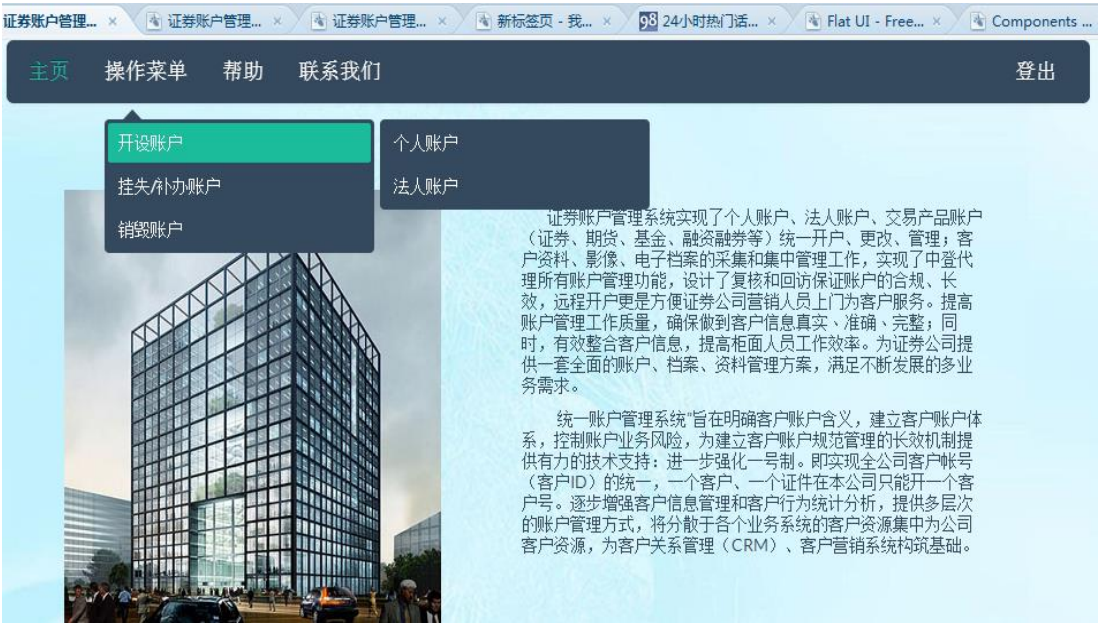 证券账户管理...
证券账户管理...
证券账户管理...
新标签页 - 我...
98 24小时热门话...
Flat UI - Free...
Components ...
主页 操作菜单 帮助 联系我们 登出
开设账户 个人账户
挂失/补办账户 法人账户
销毁账户
证券账户管理系统实现了个人账户、法人账户、交易产品账户
（证券、期货、基金、融资融券等）统一开户、更改、管理；客
户资料、影像、电子档案的采集和集中管理工作，实现了中登代
理所有账户管理功能，设计了复核和回访保证账户的合规、长
效，远程开户更是方便证券公司营销人员上门为客户服务。提高
账户管理工作质量，确保做到客户信息真实、准确、完整；同
时，有效整合客户信息，提高柜面人员工作效率。为证券公司提
供一套全面的账户、档案、资料管理方案，满足不断发展的多业
务需求。
统一账户管理系统"旨在明确客户账户含义，建立客户账户体
系，控制账户业务风险，为建立客户账户规范管理的长效机制提
供有力的技术支持：进一步强化一号制。即实现全公司客户帐号
（客户ID）的统一，一个客户、一个证件在本公司只能开一个客
户号。逐步增强客户信息管理和客户行为统计分析，提供多层次
的账户管理方式，将分散于各个业务系统的客户资源集中为公司
客户资源，为客户关系管理（CRM）、客户营销系统构筑基础。